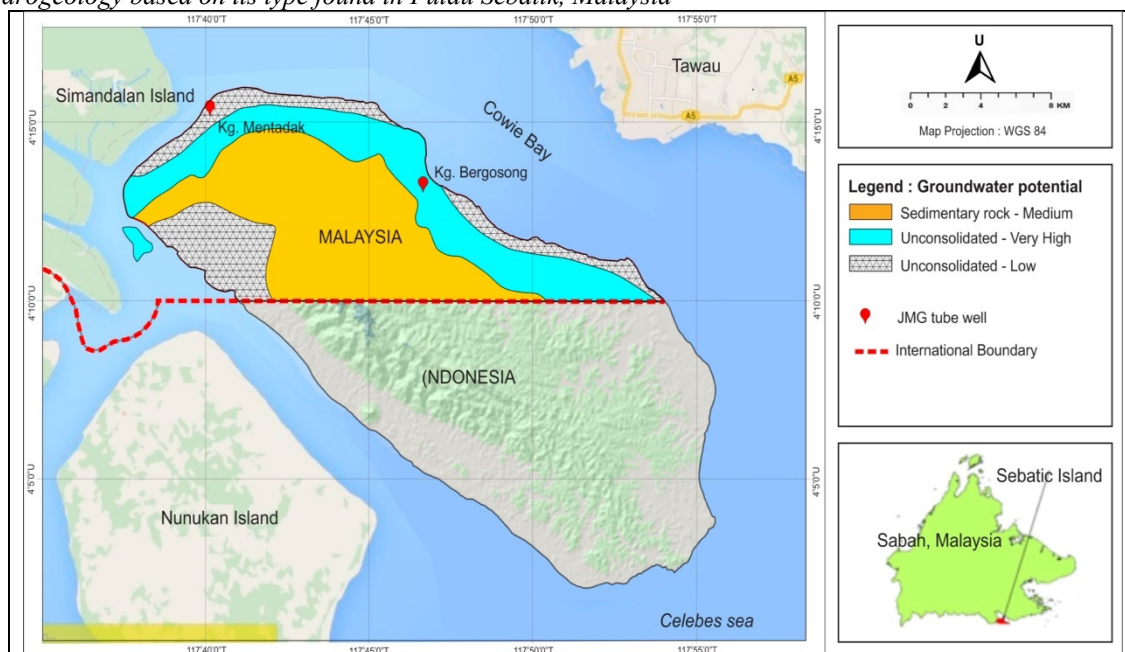 drogeology based on its type found in Pulau Sebatik, Malaysia
117°40'0"T 117°45'0"T 117°50'0"T 117°55'0"T
Tawau
A5
A5
Simandalan Island
Cowie Bay
4°15'0"U
4°15'0"U
Kg. Mentadak
Kg. Bergosong
MALAYSIA
4°10'0"U
4°10'0"U
(NDONESIA
4°5'0"U
4°5'0"U
Nunukan Island
Celebes sea
117°40'0"T 117°45'0"T 117°50'0"T 117°55'0"T
U
0 2 4 8 KM
Map Projection : WGS 84
Legend : Groundwater potential
Sedimentary rock - Medium
Unconsolidated - Very High
Unconsolidated - Low
JMG tube well
International Boundary
Sebatic Island
Sabah, Malaysia